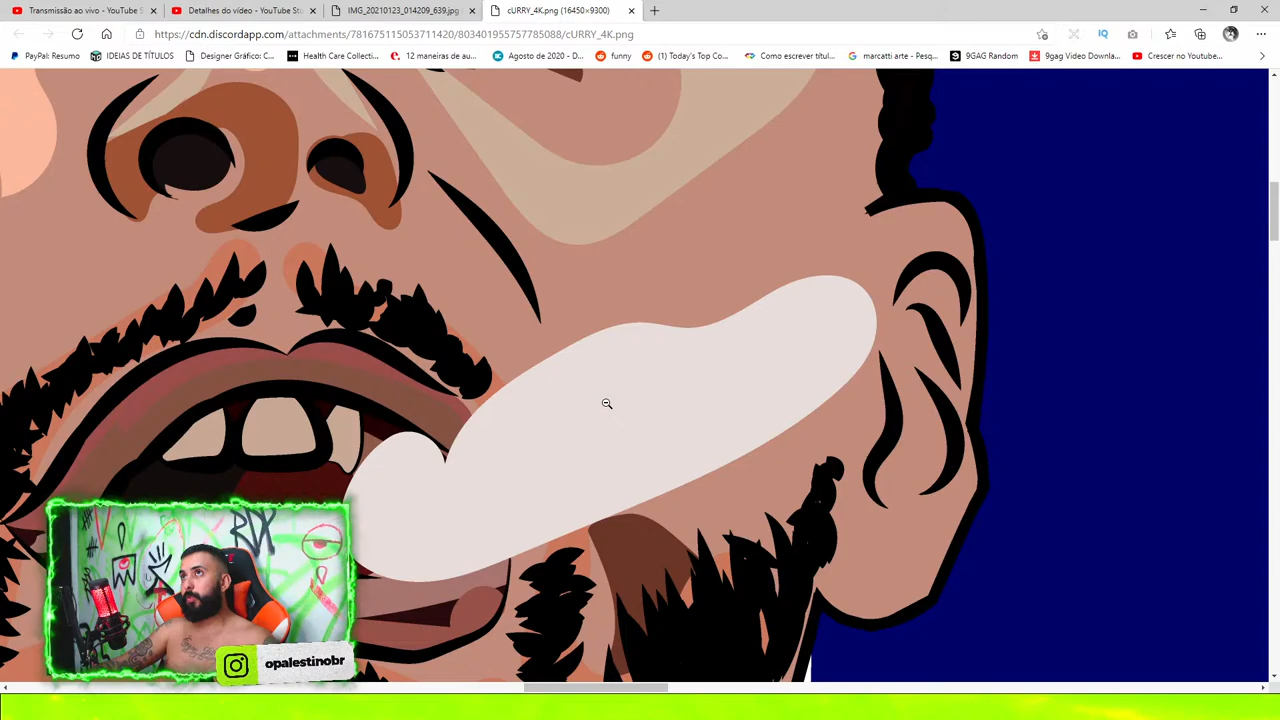 Transmissão ao vivo - YouTube S
Detalhes do vídeo - YouTube Stu
IMG_20210123_014209_639.jpg
cURRY_4K.png (16450×9300)
https://cdn.discordapp.com/attachments/781675115053711420/803401955757785088/cURRY_4K.png
PayPal: Resumo
IDEIAS DE TÍTULOS
Designer Gráfico: C...
Health Care Collecti...
12 maneiras de au...
Agosto de 2020 - D...
funny
(1) Today's Top Co...
Como escrever títul...
marcatti arte - Pesq...
9GAG Random
9gag Video Downla...
Crescer no YouTube...
RDX
opalestinobr